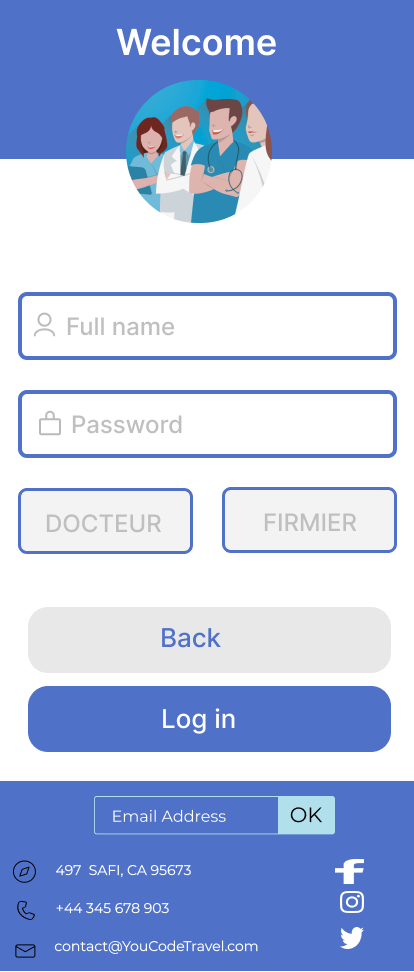 Welcome
Full name
Password
DOCTEUR
FIRMIER
Back
Log in
Email Address
OK
497 SAFI, CA 95673
+44 345 678 903
contact@YouCodeTravel.com